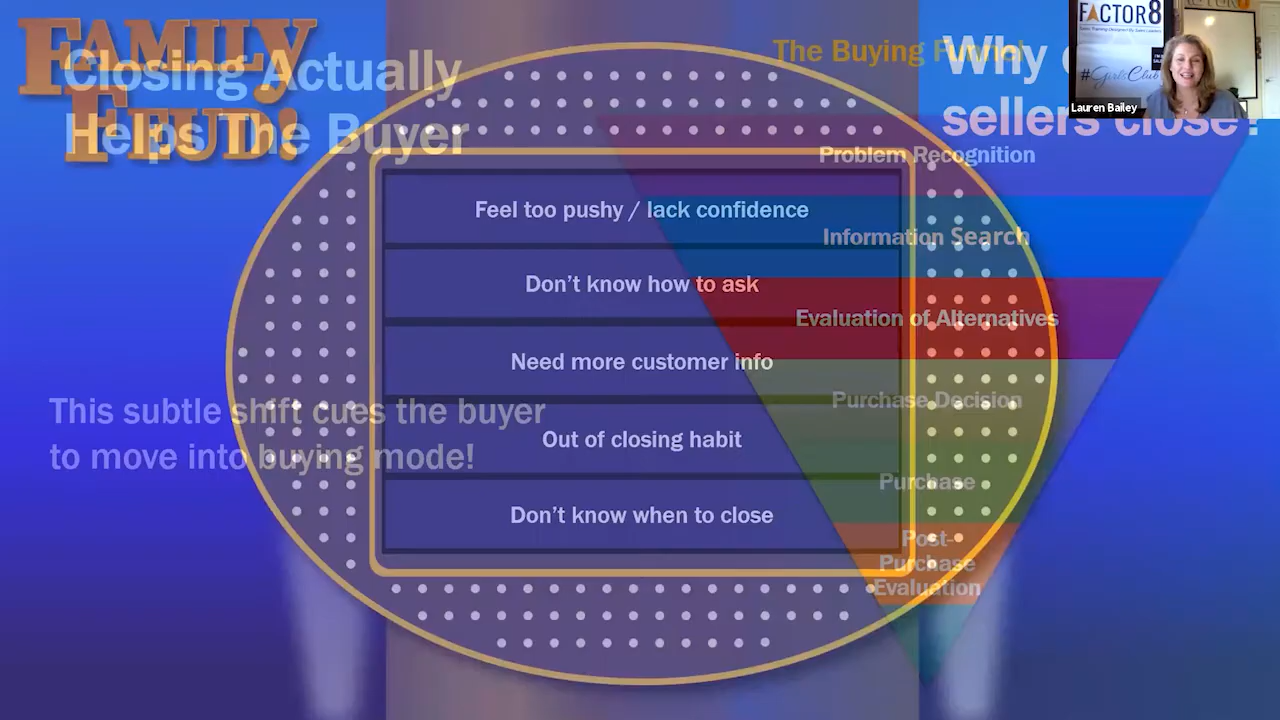 FAMILY
FEUD!
Closing Actually
Helps The Buyer
This subtle shift cues the buyer
to move into buying mode!
Feel too pushy / lack confidence
Don't know how to ask
Need more customer info
Out of closing habit
Don't know when to close
The Buying Funnel
Problem Recognition
Information Search
Evaluation of Alternatives
Purchase Decision
Purchase
Post-
Purchase
Evaluation
Why
sellers close?
FACTOR8
#GirlsClub
Lauren Bailey